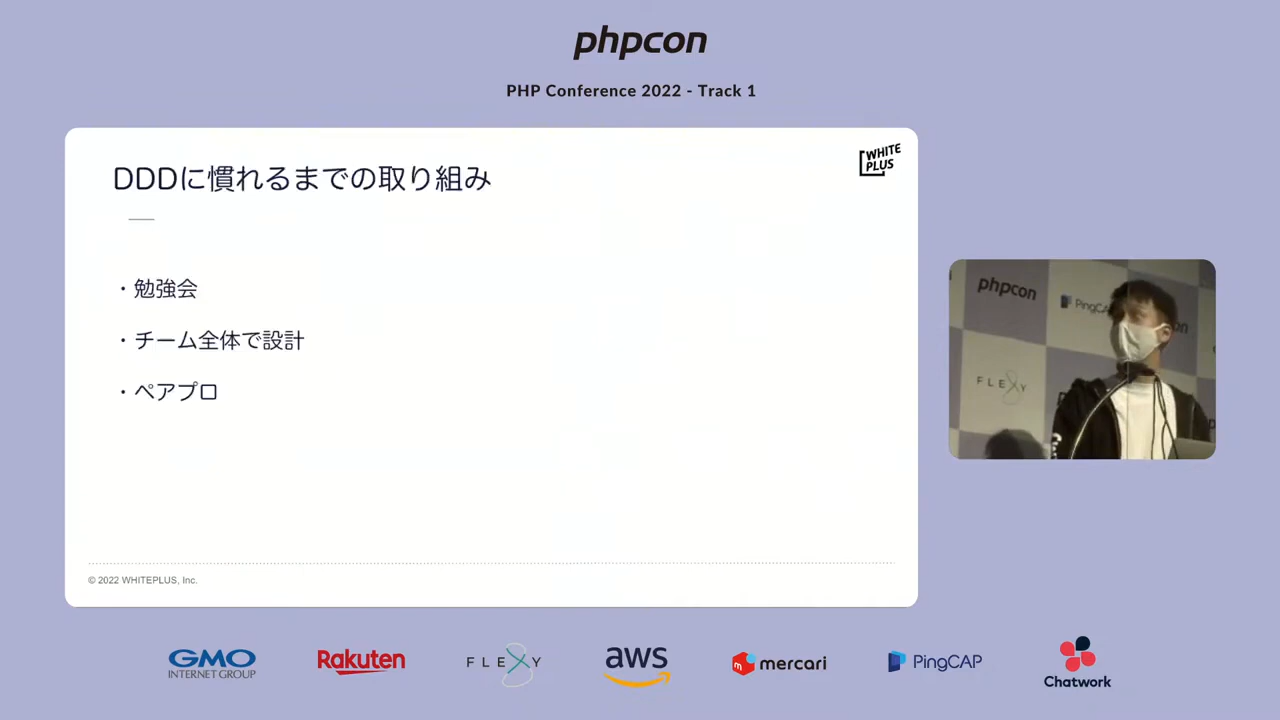 phpcon
PHP Conference 2022 - Track 1
DDDに慣れるまでの取り組み
WHITE
PLUS
・勉強会
・チーム全体で設計
・ペアプロ
© 2022 WHITEPLUS, Inc.
phpcon
PingCAP
FLEXY
GMO
INTERNET GROUP
Rakuten
FLEXY
aws
mercari
PingCAP
Chatwork